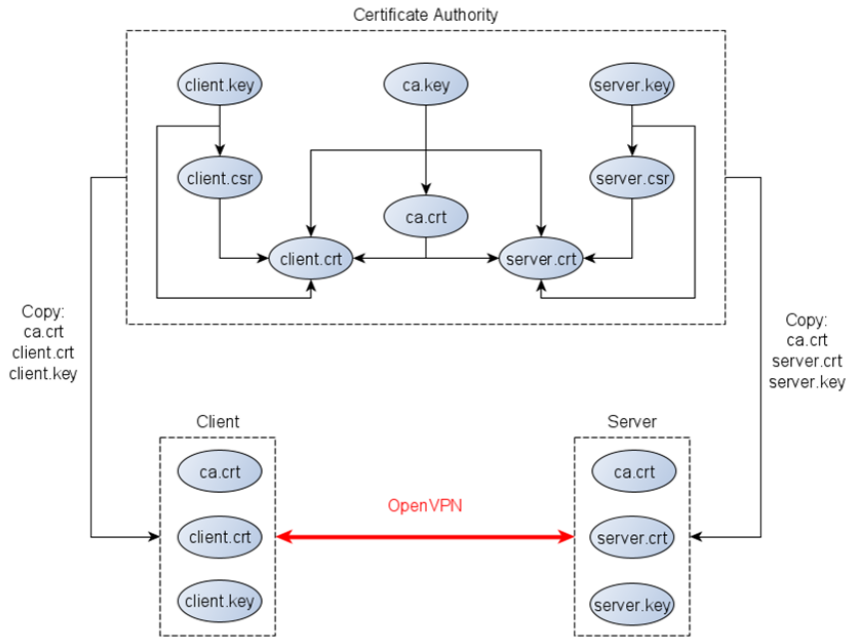 Certificate Authority
client.key
ca.key
server.key
client.csr
server.csr
ca.crt
client.crt
server.crt
Copy:
ca.crt
client.crt
client.key
Copy:
ca.crt
server.crt
server.key
Client
Server
ca.crt
ca.crt
OpenVPN
client.crt
server.crt
client.key
server.key